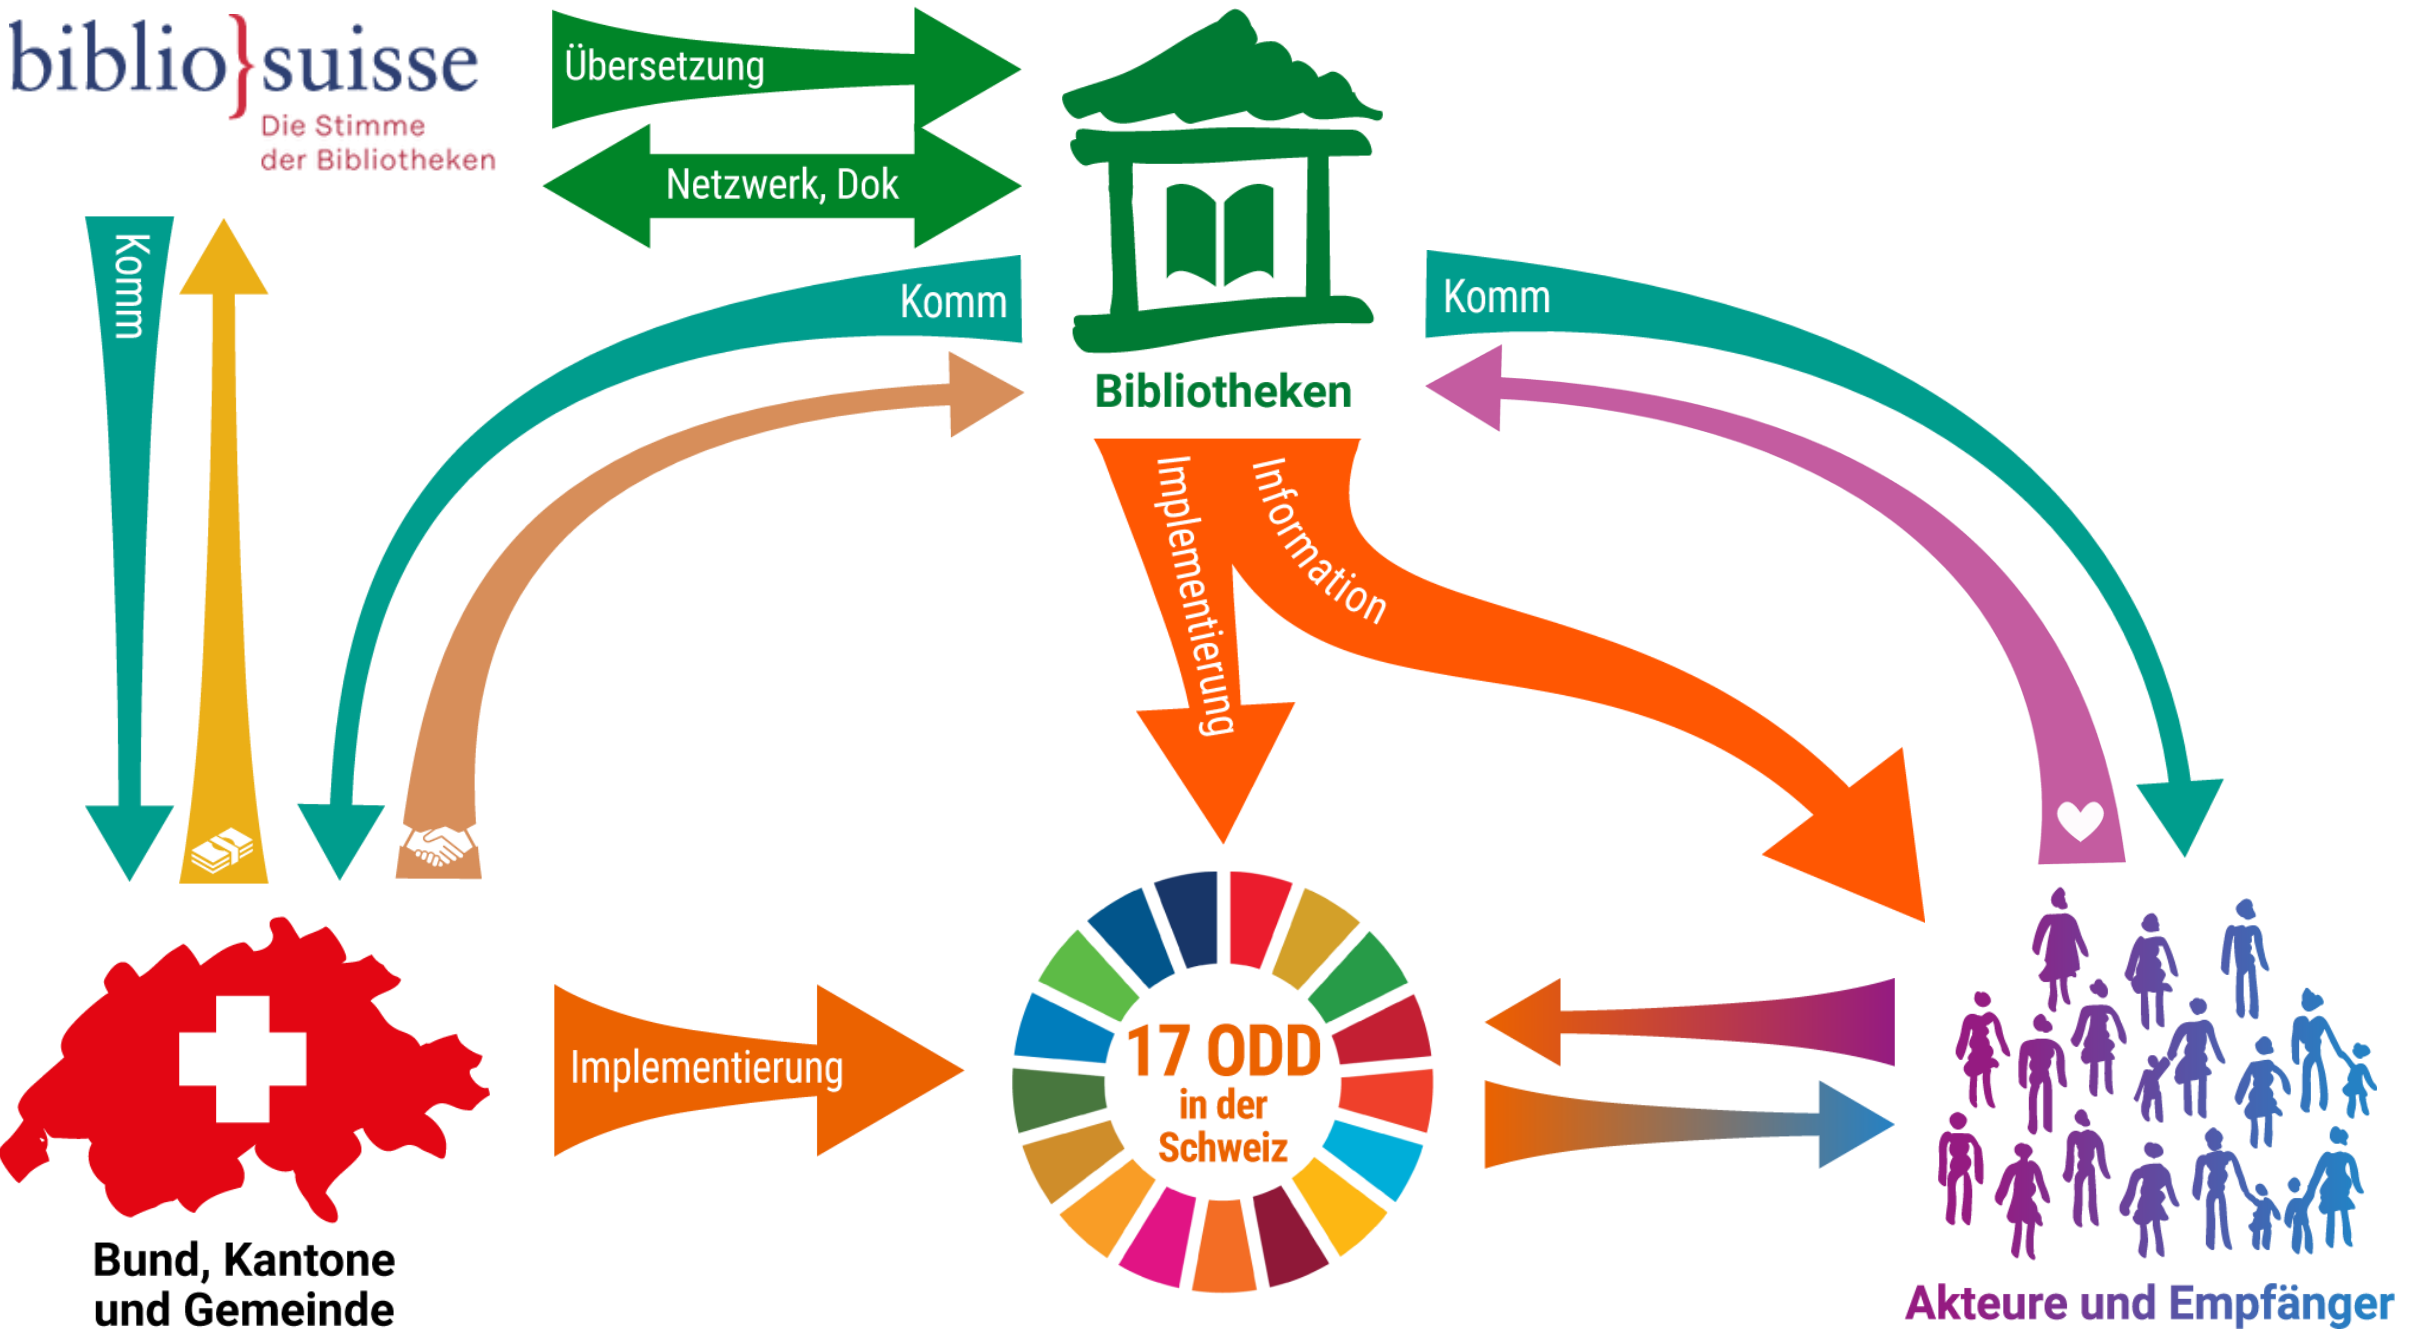 biblio}suisse
Die Stimme
der Bibliotheken
Übersetzung
Netzwerk, Dok
Komm
Komm
Komm
Bibliotheken
Implementierung
Information
Implementierung
17 ODD
in der
Schweiz
Bund, Kantone
und Gemeinde
Akteure und Empfänger